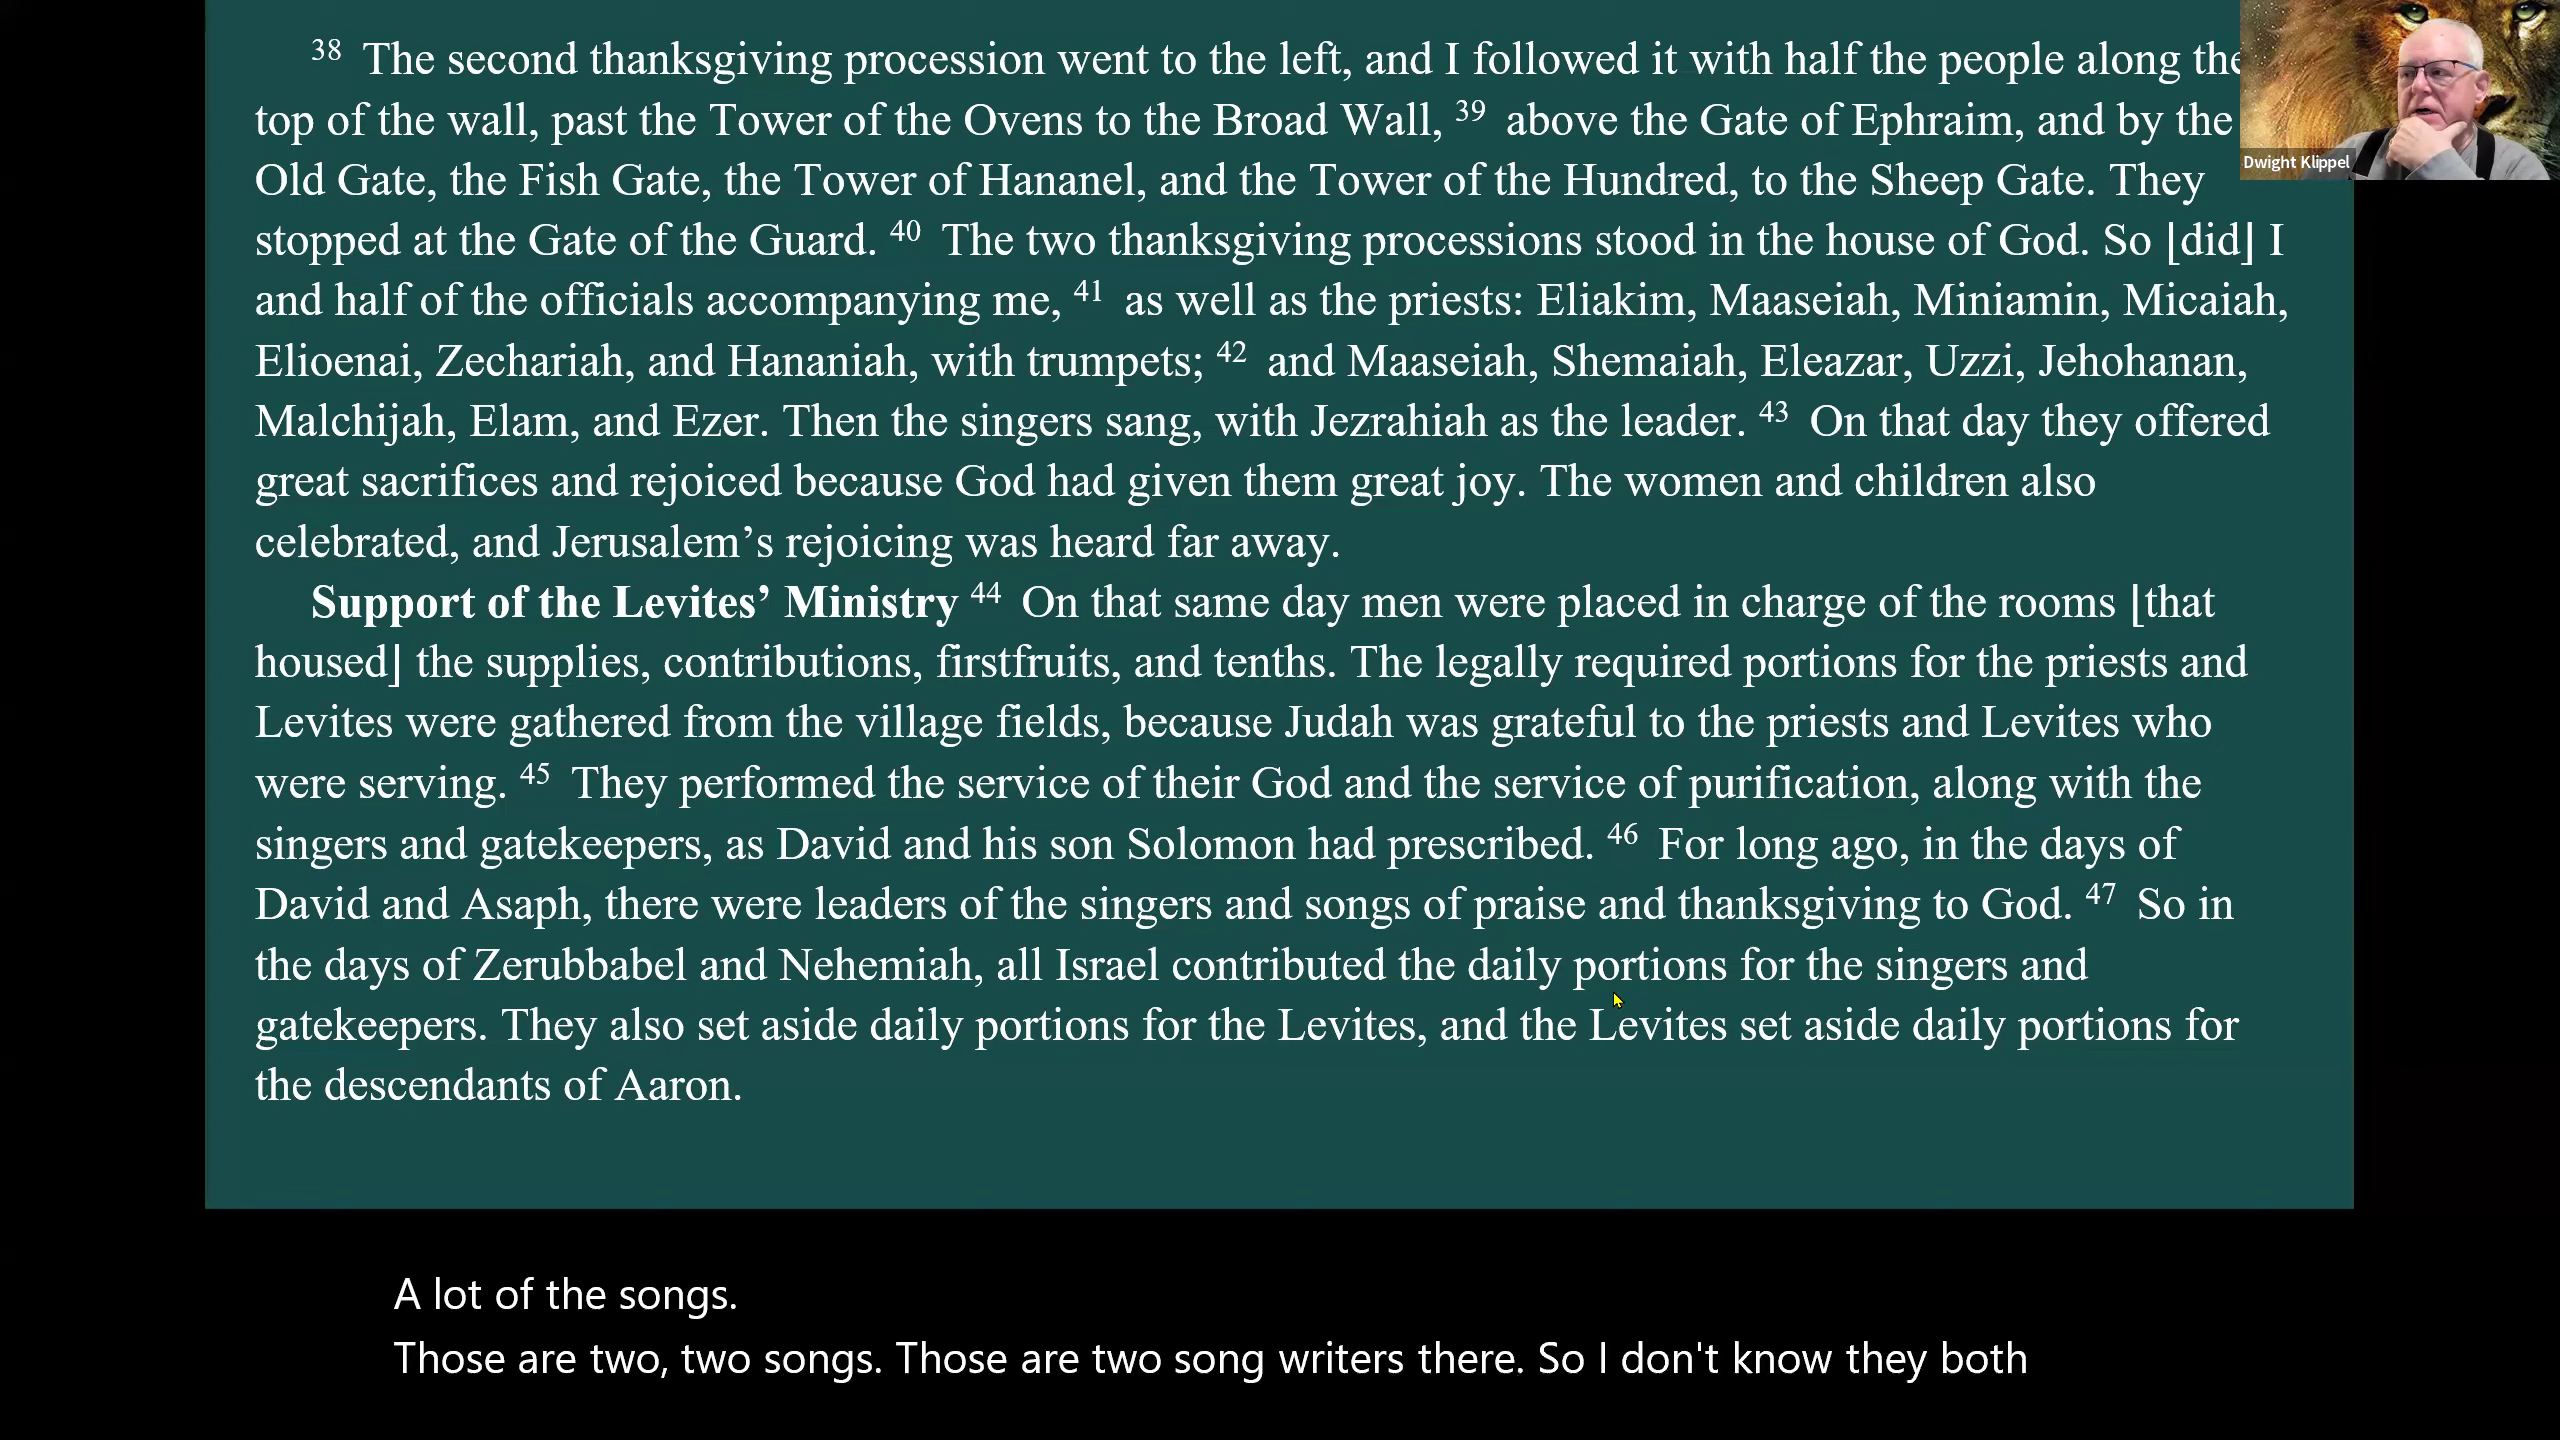 38 The second thanksgiving procession went to the left, and I followed it with half the people along the
top of the wall, past the Tower of the Ovens to the Broad Wall, 39 above the Gate of Ephraim, and by the
Old Gate, the Fish Gate, the Tower of Hananel, and the Tower of the Hundred, to the Sheep Gate. They
stopped at the Gate of the Guard. 40 The two thanksgiving processions stood in the house of God. So ⌊did⌋ I
and half of the officials accompanying me, 41 as well as the priests: Eliakim, Maaseiah, Miniamin, Micaiah,
Elioenai, Zechariah, and Hananiah, with trumpets; 42 and Maaseiah, Shemaiah, Eleazar, Uzzi, Jehohanan,
Malchijah, Elam, and Ezer. Then the singers sang, with Jezrahiah as the leader. 43 On that day they offered
great sacrifices and rejoiced because God had given them great joy. The women and children also
celebrated, and Jerusalem’s rejoicing was heard far away.
Support of the Levites’ Ministry 44 On that same day men were placed in charge of the rooms ⌊that
housed⌋ the supplies, contributions, firstfruits, and tenths. The legally required portions for the priests and
Levites were gathered from the village fields, because Judah was grateful to the priests and Levites who
were serving. 45 They performed the service of their God and the service of purification, along with the
singers and gatekeepers, as David and his son Solomon had prescribed. 46 For long ago, in the days of
David and Asaph, there were leaders of the singers and songs of praise and thanksgiving to God. 47 So in
the days of Zerubbabel and Nehemiah, all Israel contributed the daily portions for the singers and
gatekeepers. They also set aside daily portions for the Levites, and the Levites set aside daily portions for
the descendants of Aaron.
Dwight Klippel
A lot of the songs.
Those are two, two songs. Those are two song writers there. So I don't know they both